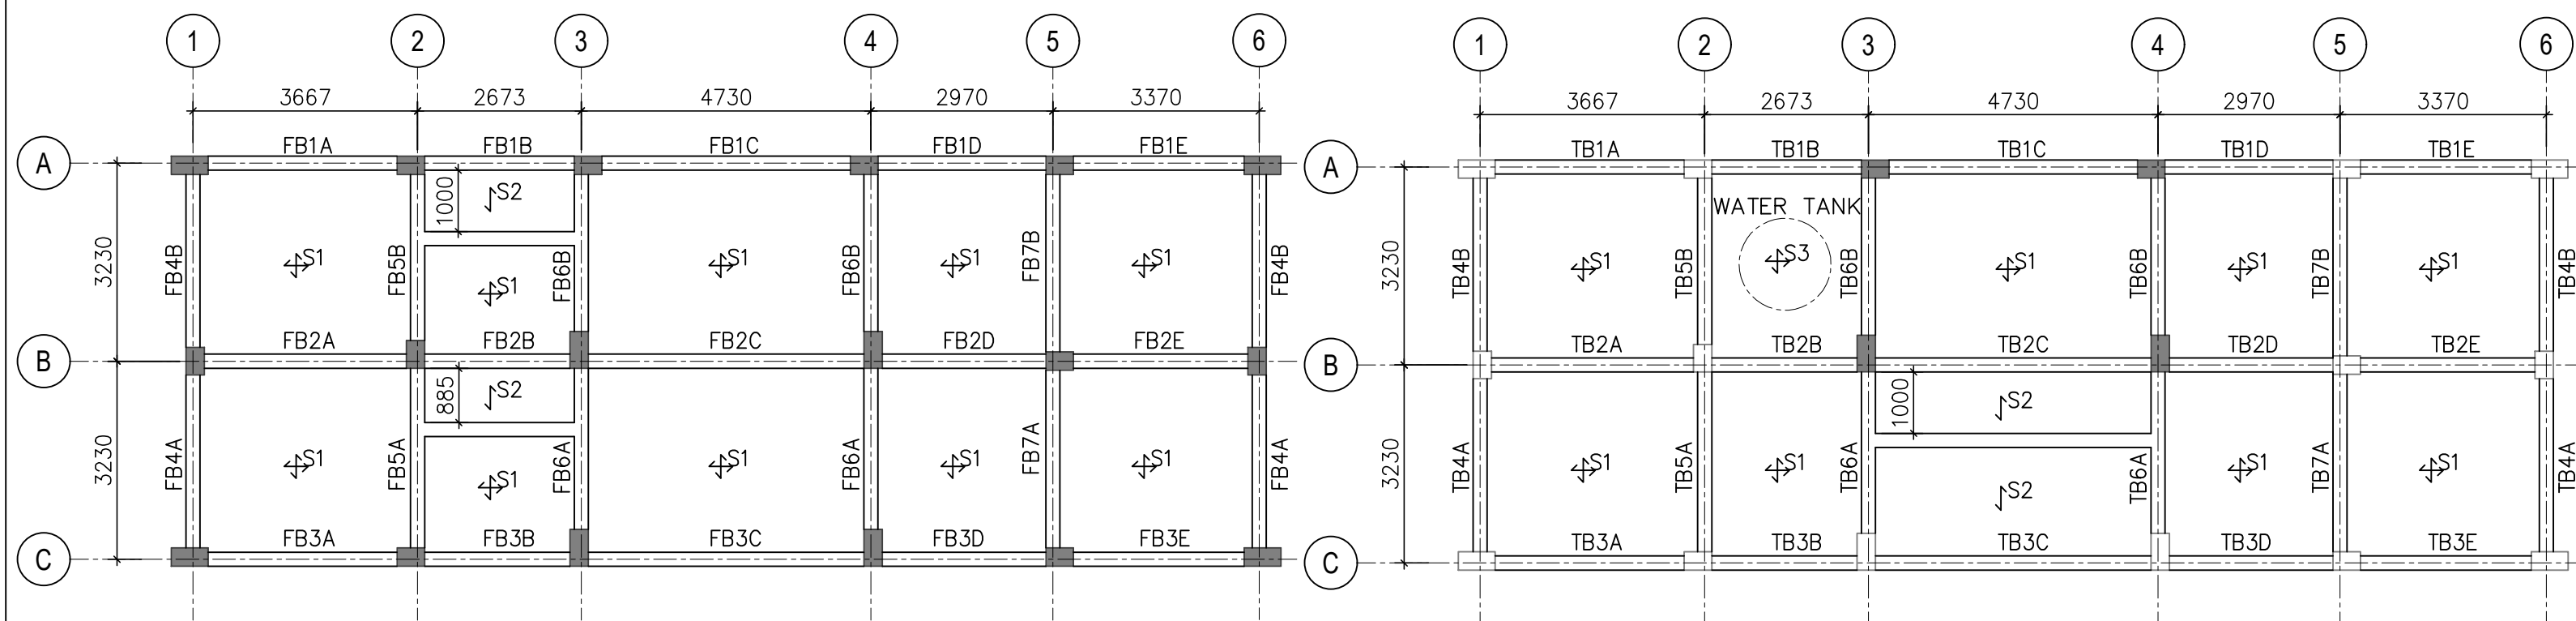 1 2 3 4 5 6
3667 2673 4730 2970 3370
A FB1A FB1B FB1C FB1D FB1E
1000 S2
3230 FB4B S1 FB5B S1 FB6B S1 FB6B S1 FB7B S1 FB4B
B FB2A FB2B FB2C FB2D FB2E
885 S2
3230 FB4A S1 FB5A S1 FB6A S1 FB6A S1 FB7A S1 FB4A
C FB3A FB3B FB3C FB3D FB3E
1 2 3 4 5 6
3667 2673 4730 2970 3370
A TB1A TB1B TB1C TB1D TB1E
WATER TANK
3230 TB4B S1 TB5B S3 TB6B S1 TB6B S1 TB7B S1 TB4B
B TB2A TB2B TB2C TB2D TB2E
1000 S2
3230 TB4A S1 TB5A S1 TB6A S2 TB6A S1 TB7A S1 TB4A
C TB3A TB3B TB3C TB3D TB3E